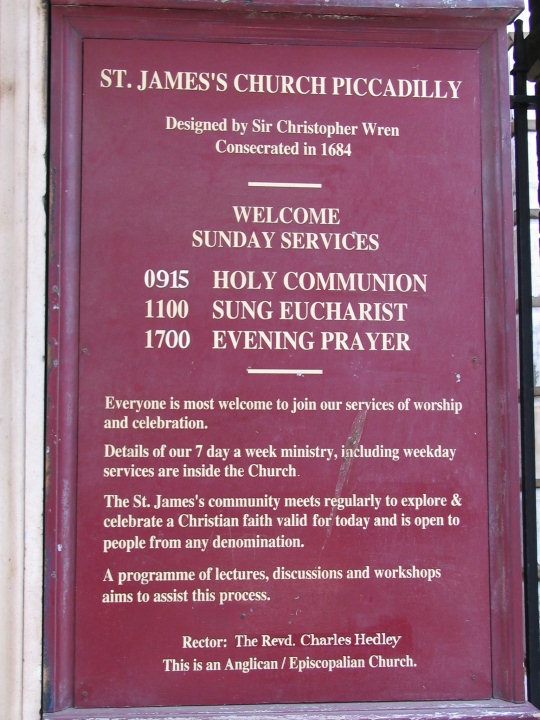 ST. JAMES'S CHURCH PICCADILLY
Designed by Sir Christopher Wren
Consecrated in 1684
WELCOME
SUNDAY SERVICES
0915 HOLY COMMUNION
1100 SUNG EUCHARIST
1700 EVENING PRAYER
Everyone is most welcome to join our services of worship
and celebration.
Details of our 7 day a week ministry, including weekday
services are inside the Church.
The St. James's community meets regularly to explore &
celebrate a Christian faith valid for today and is open to
people from any denomination.
A programme of lectures, discussions and workshops
aims to assist this process.
Rector: The Revd. Charles Hedley
This is an Anglican / Episcopalian Church.